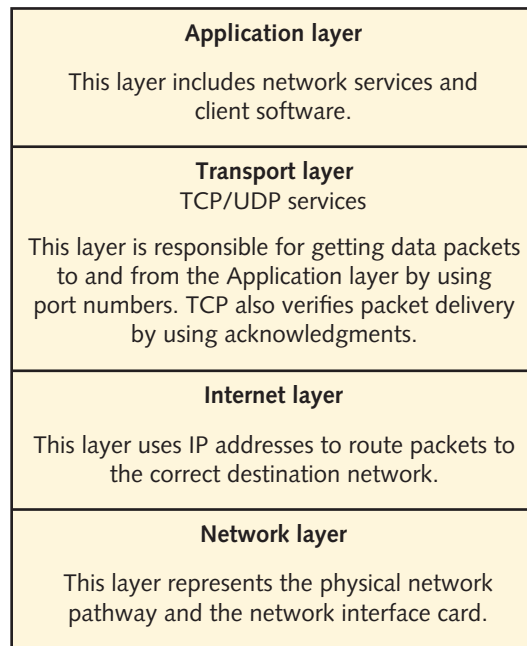 Application layer
This layer includes network services and
client software.
Transport layer
TCP/UDP services
This layer is responsible for getting data packets
to and from the Application layer by using
port numbers. TCP also verifies packet delivery
by using acknowledgments.
Internet layer
This layer uses IP addresses to route packets to
the correct destination network.
Network layer
This layer represents the physical network
pathway and the network interface card.